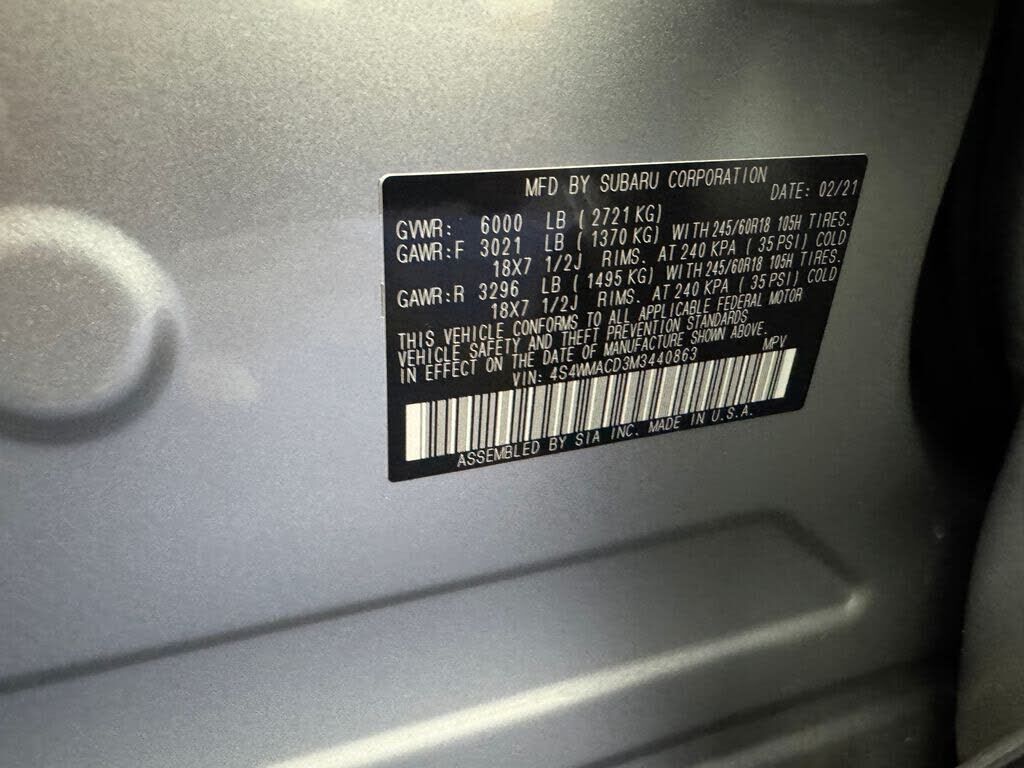 MFD BY SUBARU CORPORATION DATE: 02/21
GVWR: 6000 LB ( 2721 KG)
GAWR:F 3021 LB ( 1370 KG) WITH 245/60R18 105H TIRES.
18X7 1/2J RIMS. AT 240 KPA ( 35 PSI) COLD
GAWR:R 3296 LB ( 1495 KG) WITH 245/60R18 105H TIRES.
18X7 1/2J RIMS. AT 240 KPA ( 35 PSI) COLD
THIS VEHICLE CONFORMS TO ALL APPLICABLE FEDERAL MOTOR
VEHICLE SAFETY AND THEFT PREVENTION STANDARDS
IN EFFECT ON THE DATE OF MANUFACTURE SHOWN ABOVE.
VIN: 4S4WMACD3M3440863 MPV
ASSEMBLED BY SIA INC. MADE IN U.S.A.